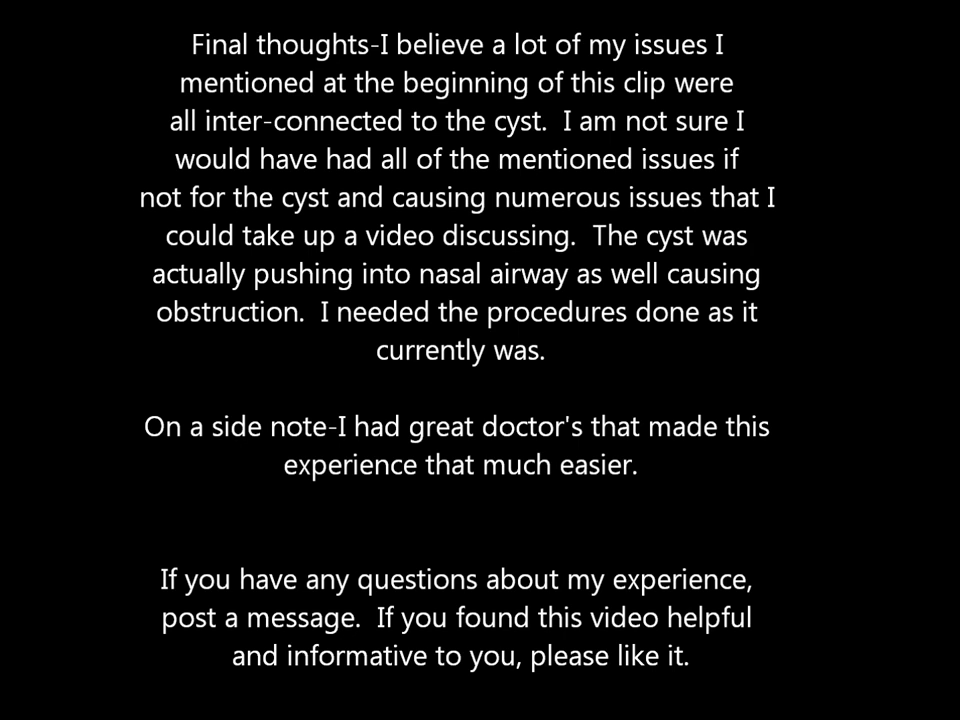 Final thoughts-I believe a lot of my issues I
mentioned at the beginning of this clip were
all inter-connected to the cyst.  I am not sure I
would have had all of the mentioned issues if
not for the cyst and causing numerous issues that I
could take up a video discussing.  The cyst was
actually pushing into nasal airway as well causing
obstruction.  I needed the procedures done as it
currently was.
On a side note-I had great doctor's that made this
experience that much easier.
If you have any questions about my experience,
post a message.  If you found this video helpful
and informative to you, please like it.